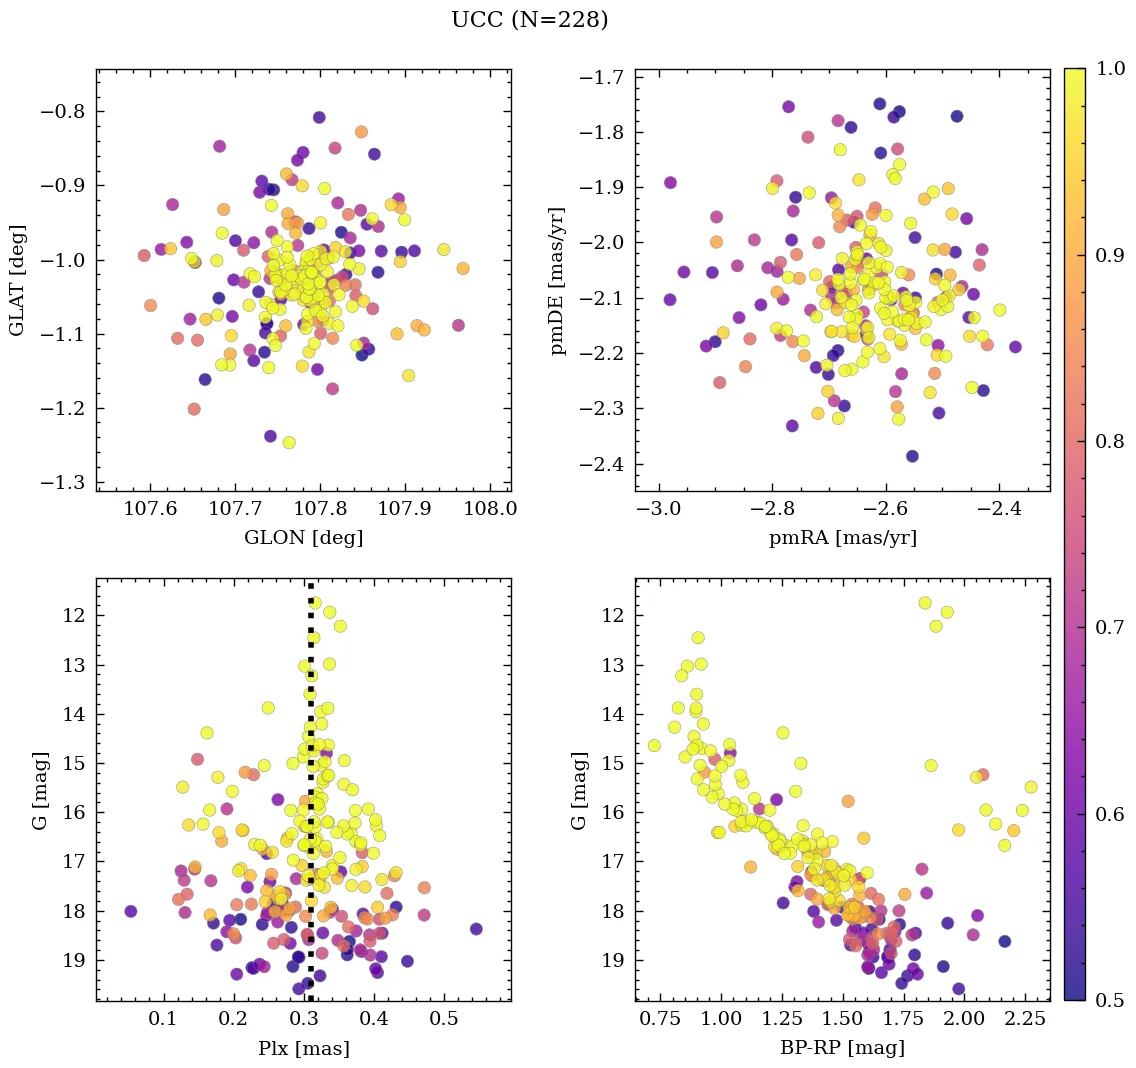 UCC (N=228)
−0.8
−0.9
−1.0
−1.1
−1.2
−1.3
GLAT [deg]
107.6 107.7 107.8 107.9 108.0
GLON [deg]
−1.7
−1.8
−1.9
−2.0
−2.1
−2.2
−2.3
−2.4
pmDE [mas/yr]
−3.0 −2.8 −2.6 −2.4
pmRA [mas/yr]
12
13
14
15
16
17
18
19
G [mag]
0.1 0.2 0.3 0.4 0.5
Plx [mas]
12
13
14
15
16
17
18
19
G [mag]
0.75 1.00 1.25 1.50 1.75 2.00 2.25
BP-RP [mag]
1.0
0.9
0.8
0.7
0.6
0.5